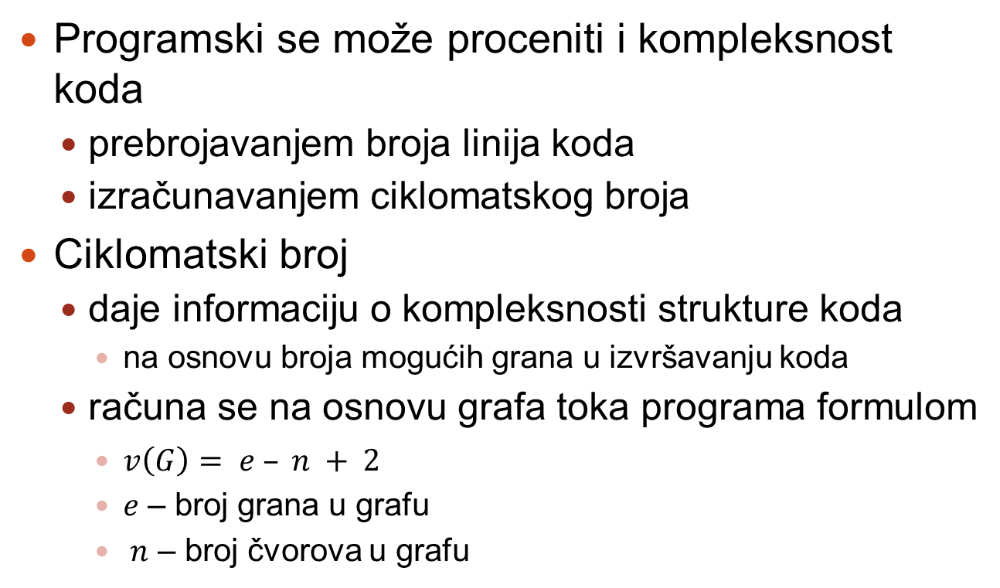 • Programski se može proceniti i kompleksnost
koda
• prebrojavanjem broja linija koda
• izračunavanjem ciklomatskog broja
• Ciklomatski broj
• daje informaciju o kompleksnosti strukture koda
• na osnovu broja mogućih grana u izvršavanju koda
• računa se na osnovu grafa toka programa formulom
• v(G) = e – n + 2
• e – broj grana u grafu
• n – broj čvorova u grafu